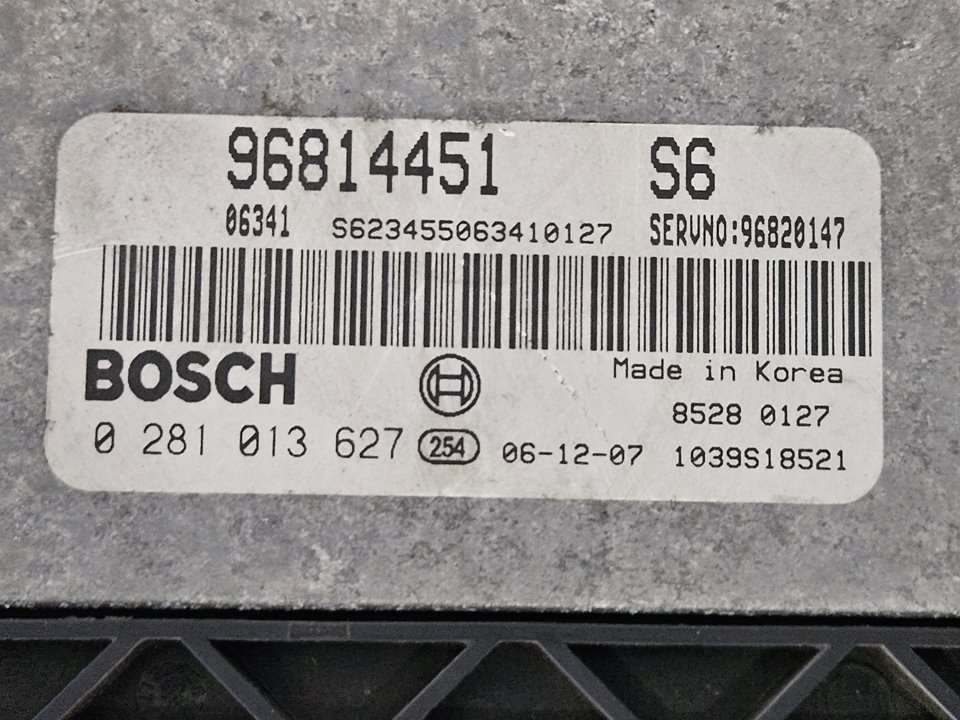 96814451 S6
06341 S623455063410127 SERVNO:96820147
BOSCH
Made in Korea
8528 0127
0 281 013 627 254 06-12-07 1039S18521